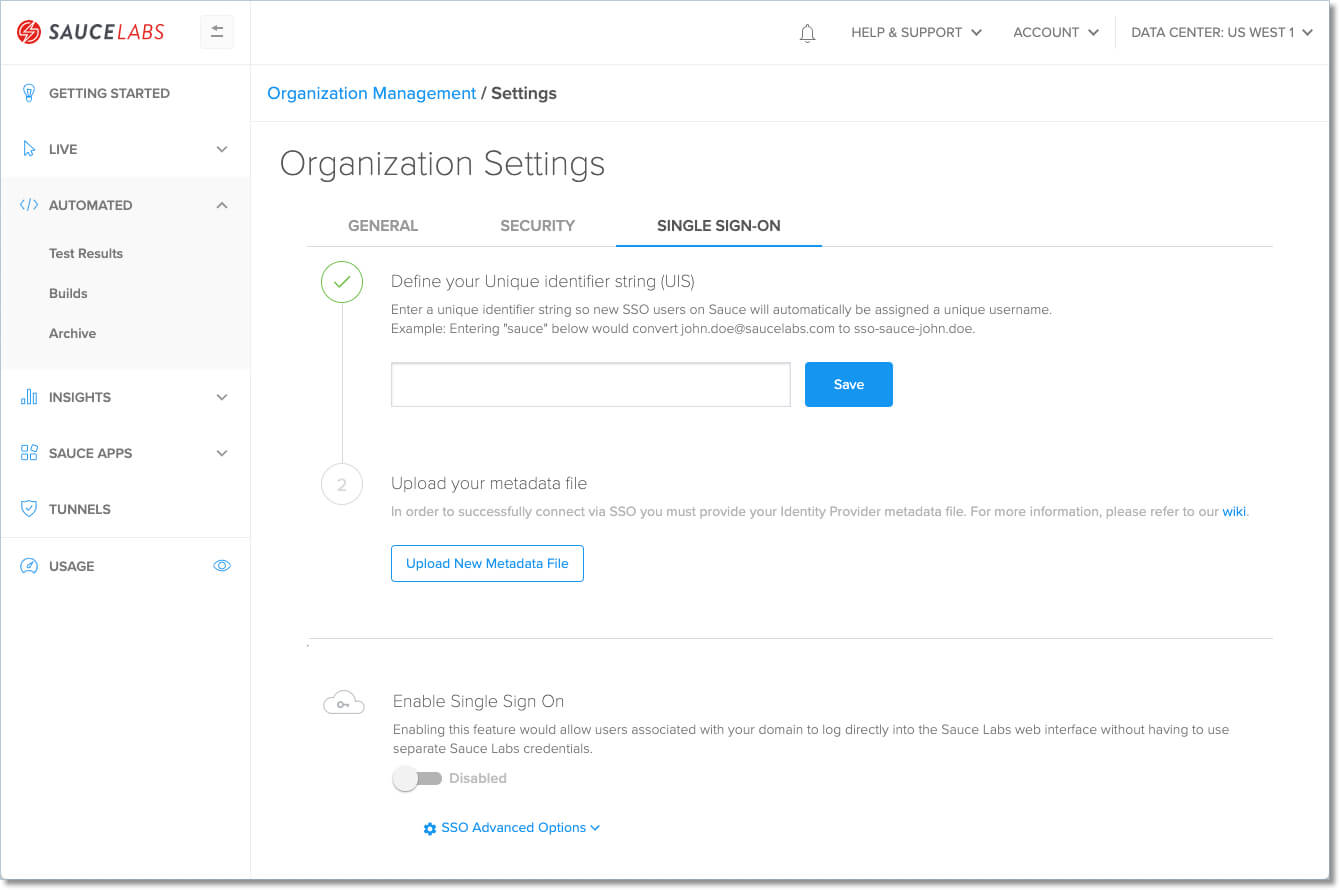 SAUCELABS
HELP & SUPPORT
ACCOUNT
DATA CENTER: US WEST 1
GETTING STARTED
LIVE
AUTOMATED
Test Results
Builds
Archive
INSIGHTS
SAUCE APPS
TUNNELS
USAGE
Organization Management / Settings
Organization Settings
GENERAL
SECURITY
SINGLE SIGN-ON
Define your Unique identifier string (UIS)
Enter a unique identifier string so new SSO users on Sauce will automatically be assigned a unique username.
Example: Entering "sauce" below would convert john.doe@saucelabs.com to sso-sauce-john.doe.
Save
2
Upload your metadata file
In order to successfully connect via SSO you must provide your Identity Provider metadata file. For more information, please refer to our wiki.
Upload New Metadata File
Enable Single Sign On
Enabling this feature would allow users associated with your domain to log directly into the Sauce Labs web interface without having to use
separate Sauce Labs credentials.
Disabled
SSO Advanced Options